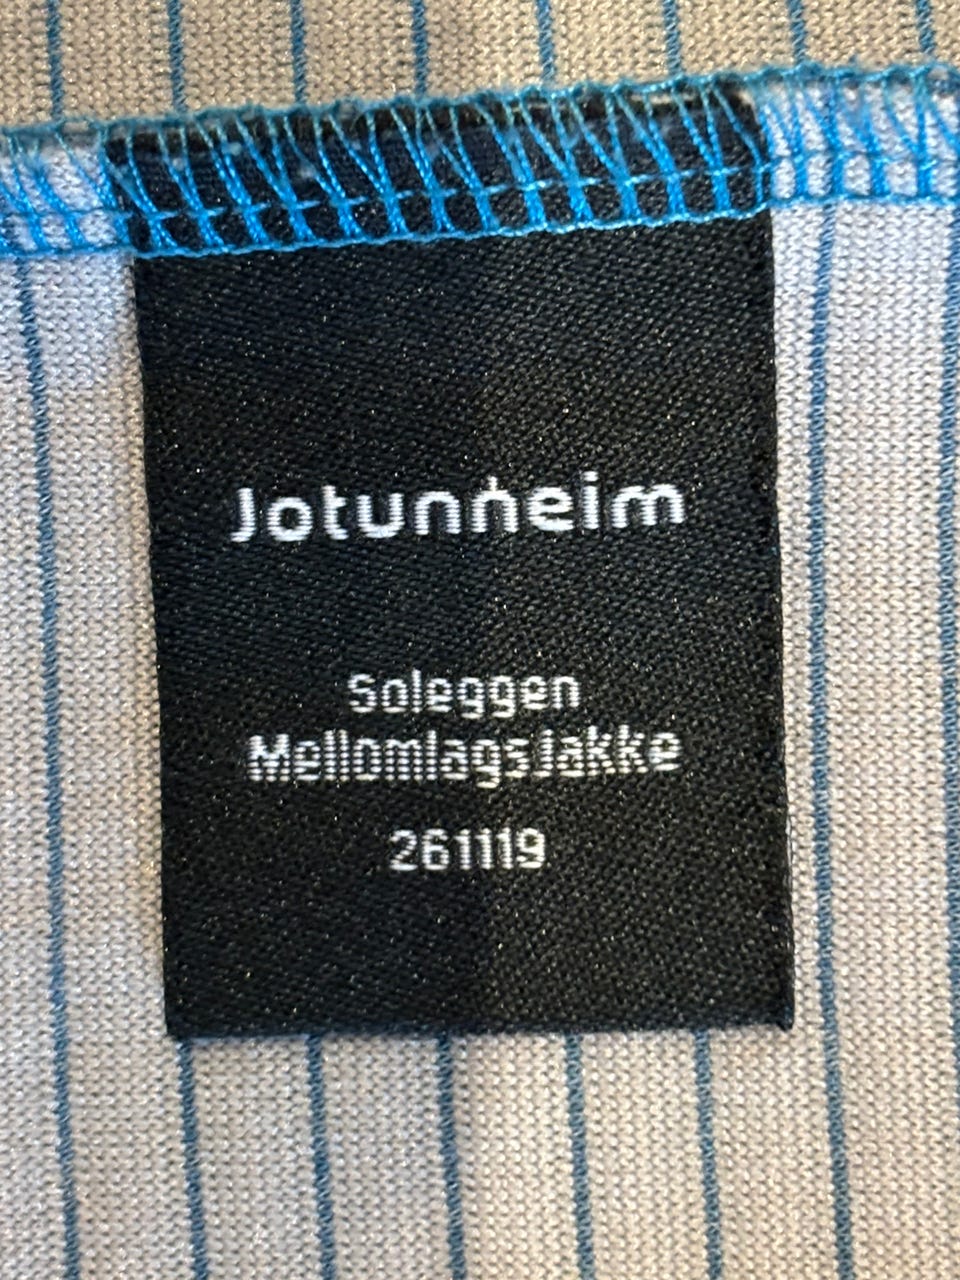 Jotunheim
Soleggen
Mellomlagsjakke
261119